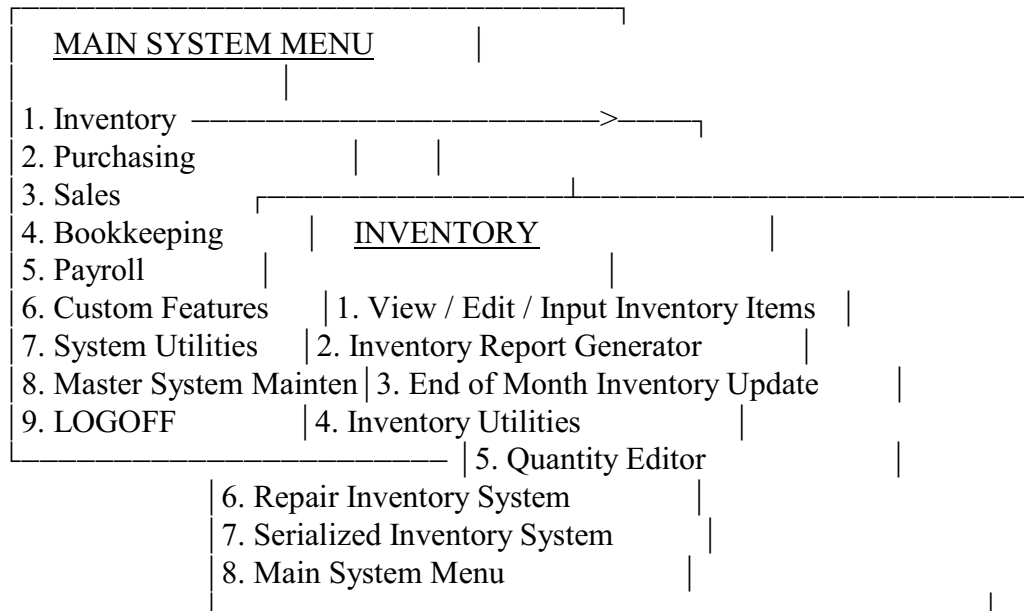 MAIN SYSTEM MENU
1. Inventory ────────────────────>────
2. Purchasing
3. Sales
4. Bookkeeping INVENTORY
5. Payroll
6. Custom Features 1. View / Edit / Input Inventory Items
7. System Utilities 2. Inventory Report Generator
8. Master System Mainten 3. End of Month Inventory Update
9. LOGOFF 4. Inventory Utilities
5. Quantity Editor
6. Repair Inventory System
7. Serialized Inventory System
8. Main System Menu